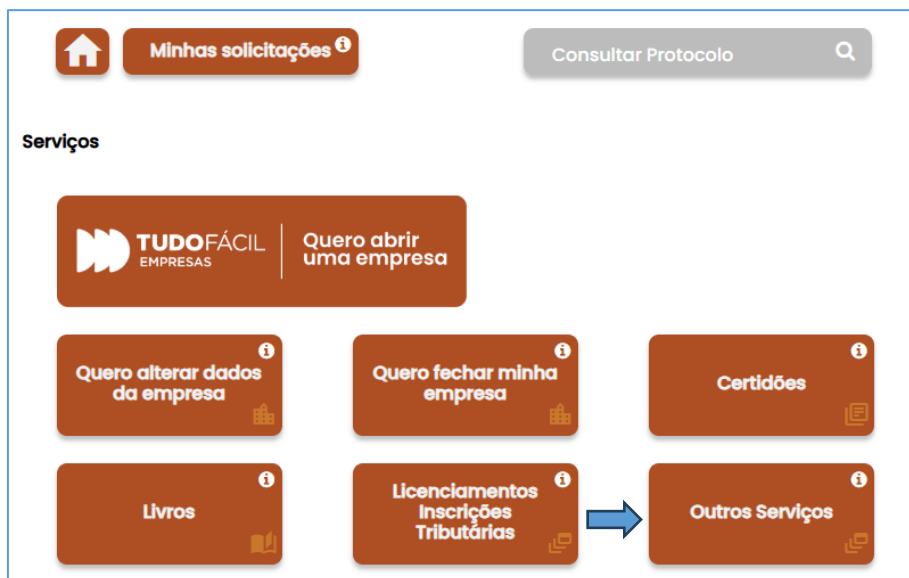 Minhas solicitações
Consultar Protocolo
Serviços
TUDOFÁCIL
EMPRESAS
Quero abrir
uma empresa
Quero alterar dados
da empresa
Quero fechar minha
empresa
Certidões
Livros
Licenciamentos
Inscrições
Tributárias
Outros Serviços